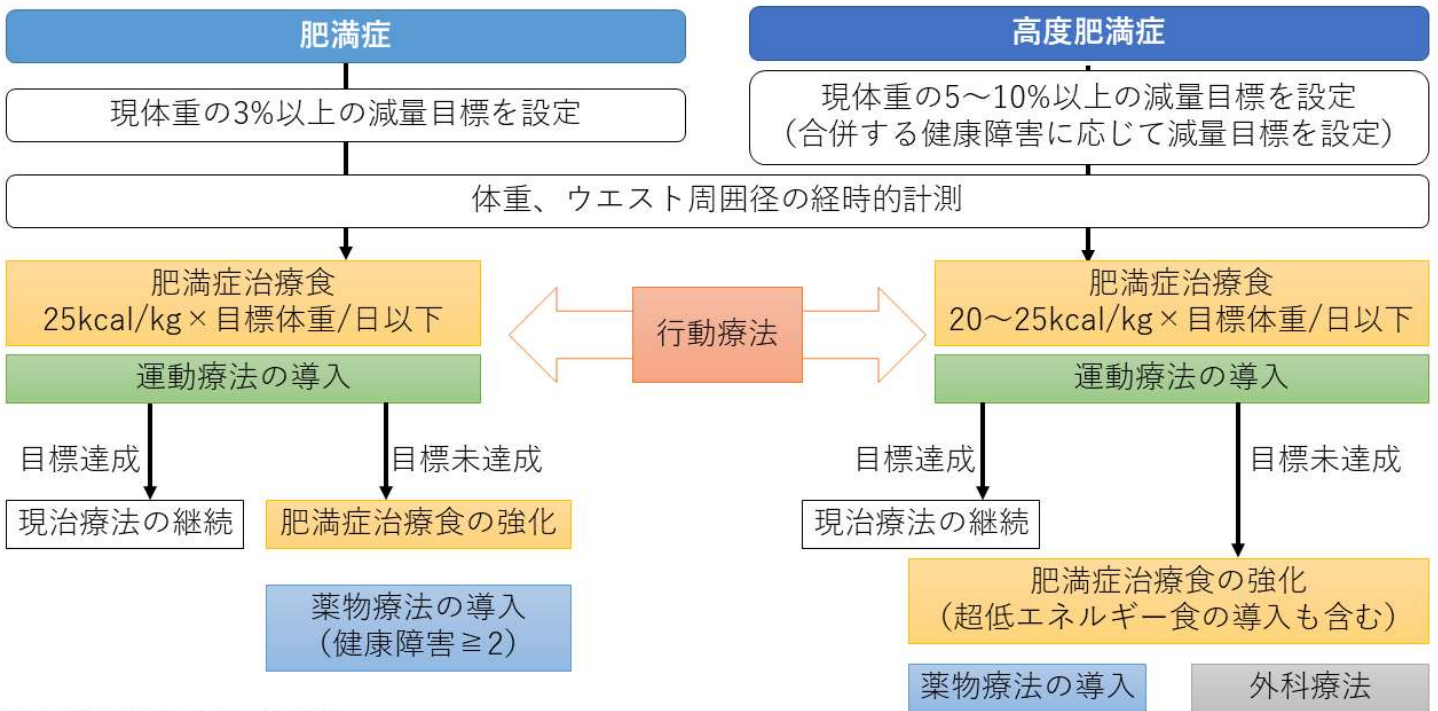 肥満症
高度肥満症
現体重の3%以上の減量目標を設定
現体重の5～10%以上の減量目標を設定
(合併する健康障害に応じて減量目標を設定)
体重、ウエスト周囲径の経時的計測
肥満症治療食
25kcal/kg×目標体重/日以下
行動療法
肥満症治療食
20～25kcal/kg×目標体重/日以下
運動療法の導入
運動療法の導入
目標達成
目標未達成
目標達成
目標未達成
現治療法の継続
肥満症治療食の強化
現治療法の継続
薬物療法の導入
(健康障害≧2)
肥満症治療食の強化
(超低エネルギー食の導入も含む)
薬物療法の導入
外科療法